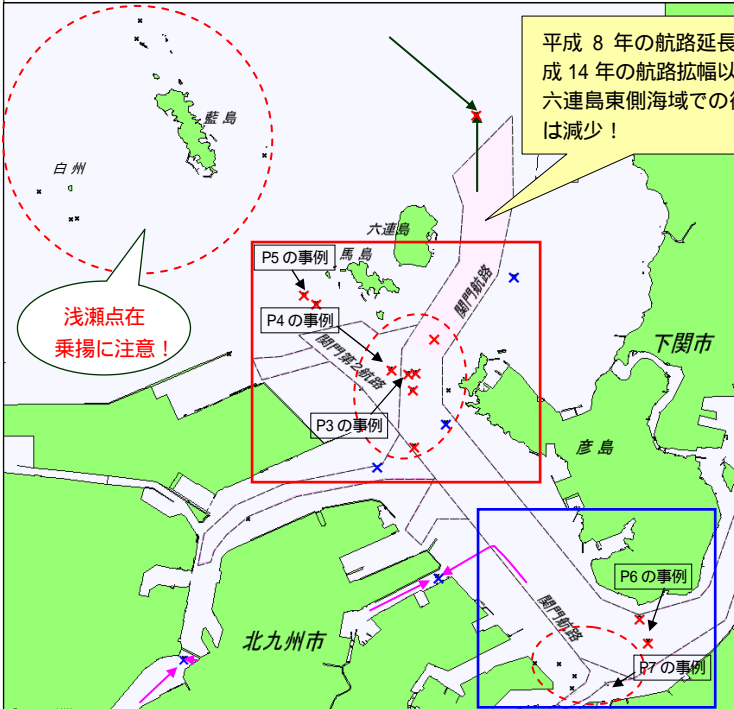 平成 8 年の航路延長
成 14 年の航路拡幅以
六連島東側海域での
は減少！
藍島
白州
六連島
馬島
P5 の事例
浅瀬点在
乗揚に注意！
P4 の事例
関門航路
関門第2航路
下関市
P3 の事例
彦島
P6 の事例
関門航路
北九州市
P7 の事例